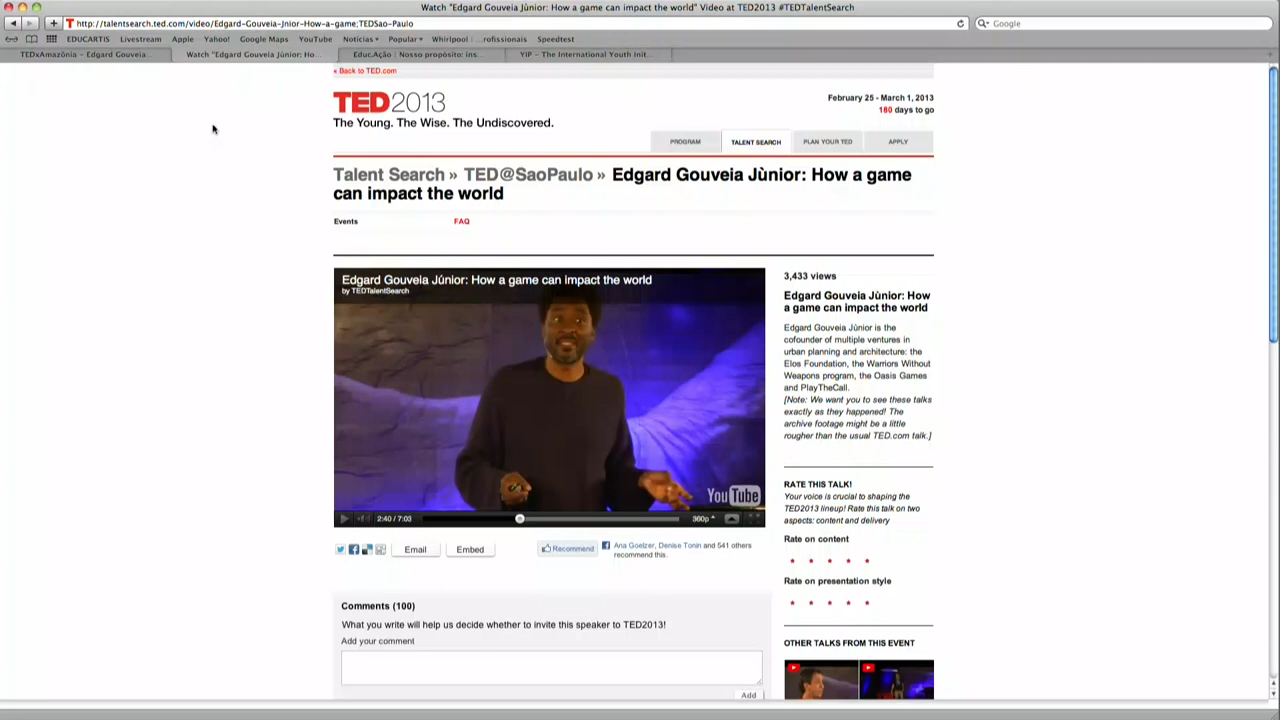 Watch "Edgard Gouveia Jùnior: How a game can impact the world" Video at TED2013 #TEDTalentSearch
http://talentsearch.ted.com/video/Edgard-Gouveia-Jnior-How-a-game;TEDSao-Paulo
Google
EDUCARTIS Livestream Apple Yahoo! Google Maps YouTube Noticias Popular Whirlpool :...rofissionais Speedtest
TEDxAmazônia - Edgard Gouveia... Watch "Edgard Gouveia Jùnior: Ho... Educ.Ação | Nosso propósito: ins... YIP - The International Youth Init...
« Back to TED.com
TED2013
February 25 - March 1, 2013
180 days to go
The Young. The Wise. The Undiscovered.
PROGRAM TALENT SEARCH PLAN YOUR TED APPLY
Talent Search » TED@SaoPaulo » Edgard Gouveia Jùnior: How a game
can impact the world
Events FAQ
Edgard Gouveia Júnior: How a game can impact the world
by TEDTalentSearch
YouTube
2:40 / 7:03 360p
Email Embed Recommend Ana Goelzer, Denise Tonin and 541 others
recommend this.
Comments (100)
What you write will help us decide whether to invite this speaker to TED2013!
Add your comment
Add
3,433 views
Edgard Gouveia Jùnior: How
a game can impact the world
Edgard Gouveia Jùnior is the
cofounder of multiple ventures in
urban planning and architecture: the
Elos Foundation, the Warriors Without
Weapons program, the Oasis Games
and PlayTheCall.
[Note: We want you to see these talks
exactly as they happened! The
archive footage might be a little
rougher than the usual TED.com talk.]
RATE THIS TALK!
Your voice is crucial to shaping the
TED2013 lineup! Rate this talk on two
aspects: content and delivery
Rate on content
Rate on presentation style
OTHER TALKS FROM THIS EVENT